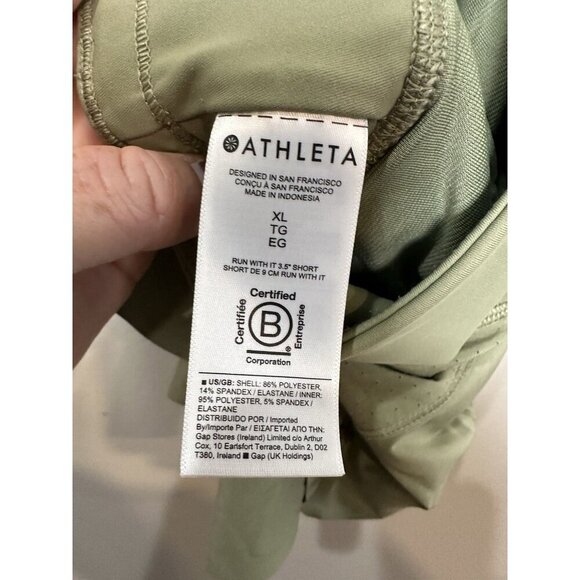 ATHLETA
DESIGNED IN SAN FRANCISCO
CONÇU À SAN FRANCISCO
MADE IN INDONESIA
XL
TG
EG
RUN WITH IT 3.5" SHORT
SHORT DE 9 CM RUN WITH IT
Certified
Certifiée
B
®
Entreprise
Corporation
■ US/GB: SHELL: 86% POLYESTER,
14% SPANDEX / ELASTANE / INNER:
95% POLYESTER, 5% SPANDEX /
ELASTANE
DISTRIBUIDO POR / Imported
By/Importe Par / ΕΙΣΑΓΕΤΑΙ ΑΠΟ ΤΗΝ:
Gap Stores (Ireland) Limited c/o Arthur
Cox, 10 Earlsfort Terrace, Dublin 2, D02
T380, Ireland ■ Gap (UK Holdings)